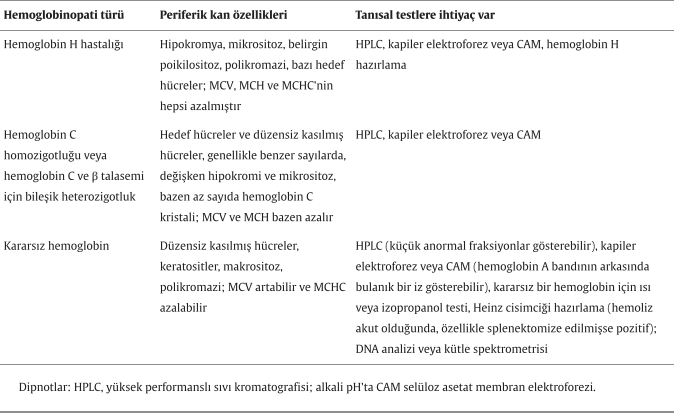 Hemoglobinopati türü Periferik kan özellikleri Tanısal testlere ihtiyaç var
Hemoglobin H hastalığı
Hipokromya, mikrositoz, belirgin
poikilositoz, polikromazi, bazı hedef
hücreler; MCV, MCH ve MCHC'nin
hepsi azalmıştır
HPLC, kapiler elektroforez veya CAM, hemoglobin H
hazırlama
Hemoglobin C
homozigotluğu veya
hemoglobin C ve β talasemi
için bileşik heterozigotluk
Hedef hücreler ve düzensiz kasılmış
hücreler, genellikle benzer sayılarda,
değişken hipokromi ve mikrositoz,
bazen az sayıda hemoglobin C
kristali; MCV ve MCH bazen azalır
HPLC, kapiler elektroforez veya CAM
Kararsız hemoglobin
Düzensiz kasılmış hücreler,
keratositler, makrositoz,
polikromazi; MCV artabilir ve MCHC
azalabilir
HPLC (küçük anormal fraksiyonlar gösterebilir), kapiler
elektroforez veya CAM (hemoglobin A bandının arkasında
bulanık bir iz gösterebilir), kararsız bir hemoglobin için ısı
veya izopropanol testi, Heinz cisimciği hazırlama (hemoliz
akut olduğunda, özellikle splenektomize edilmişse pozitif);
DNA analizi veya kütle spektrometrisi
Dipnotlar: HPLC, yüksek performanslı sıvı kromatografisi; alkali pH'ta CAM selüloz asetat membran elektroforezi.